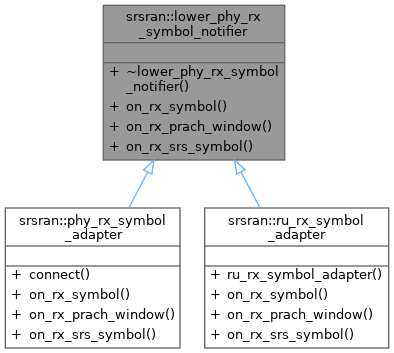 srsran::lower_phy_rx
_symbol_notifier
+ ~lower_phy_rx_symbol
_notifier()
+ on_rx_symbol()
+ on_rx_prach_window()
+ on_rx_srs_symbol()
srsran::phy_rx_symbol
_adapter
+ connect()
+ on_rx_symbol()
+ on_rx_prach_window()
+ on_rx_srs_symbol()
srsran::ru_rx_symbol
_adapter
+ ru_rx_symbol_adapter()
+ on_rx_symbol()
+ on_rx_prach_window()
+ on_rx_srs_symbol()